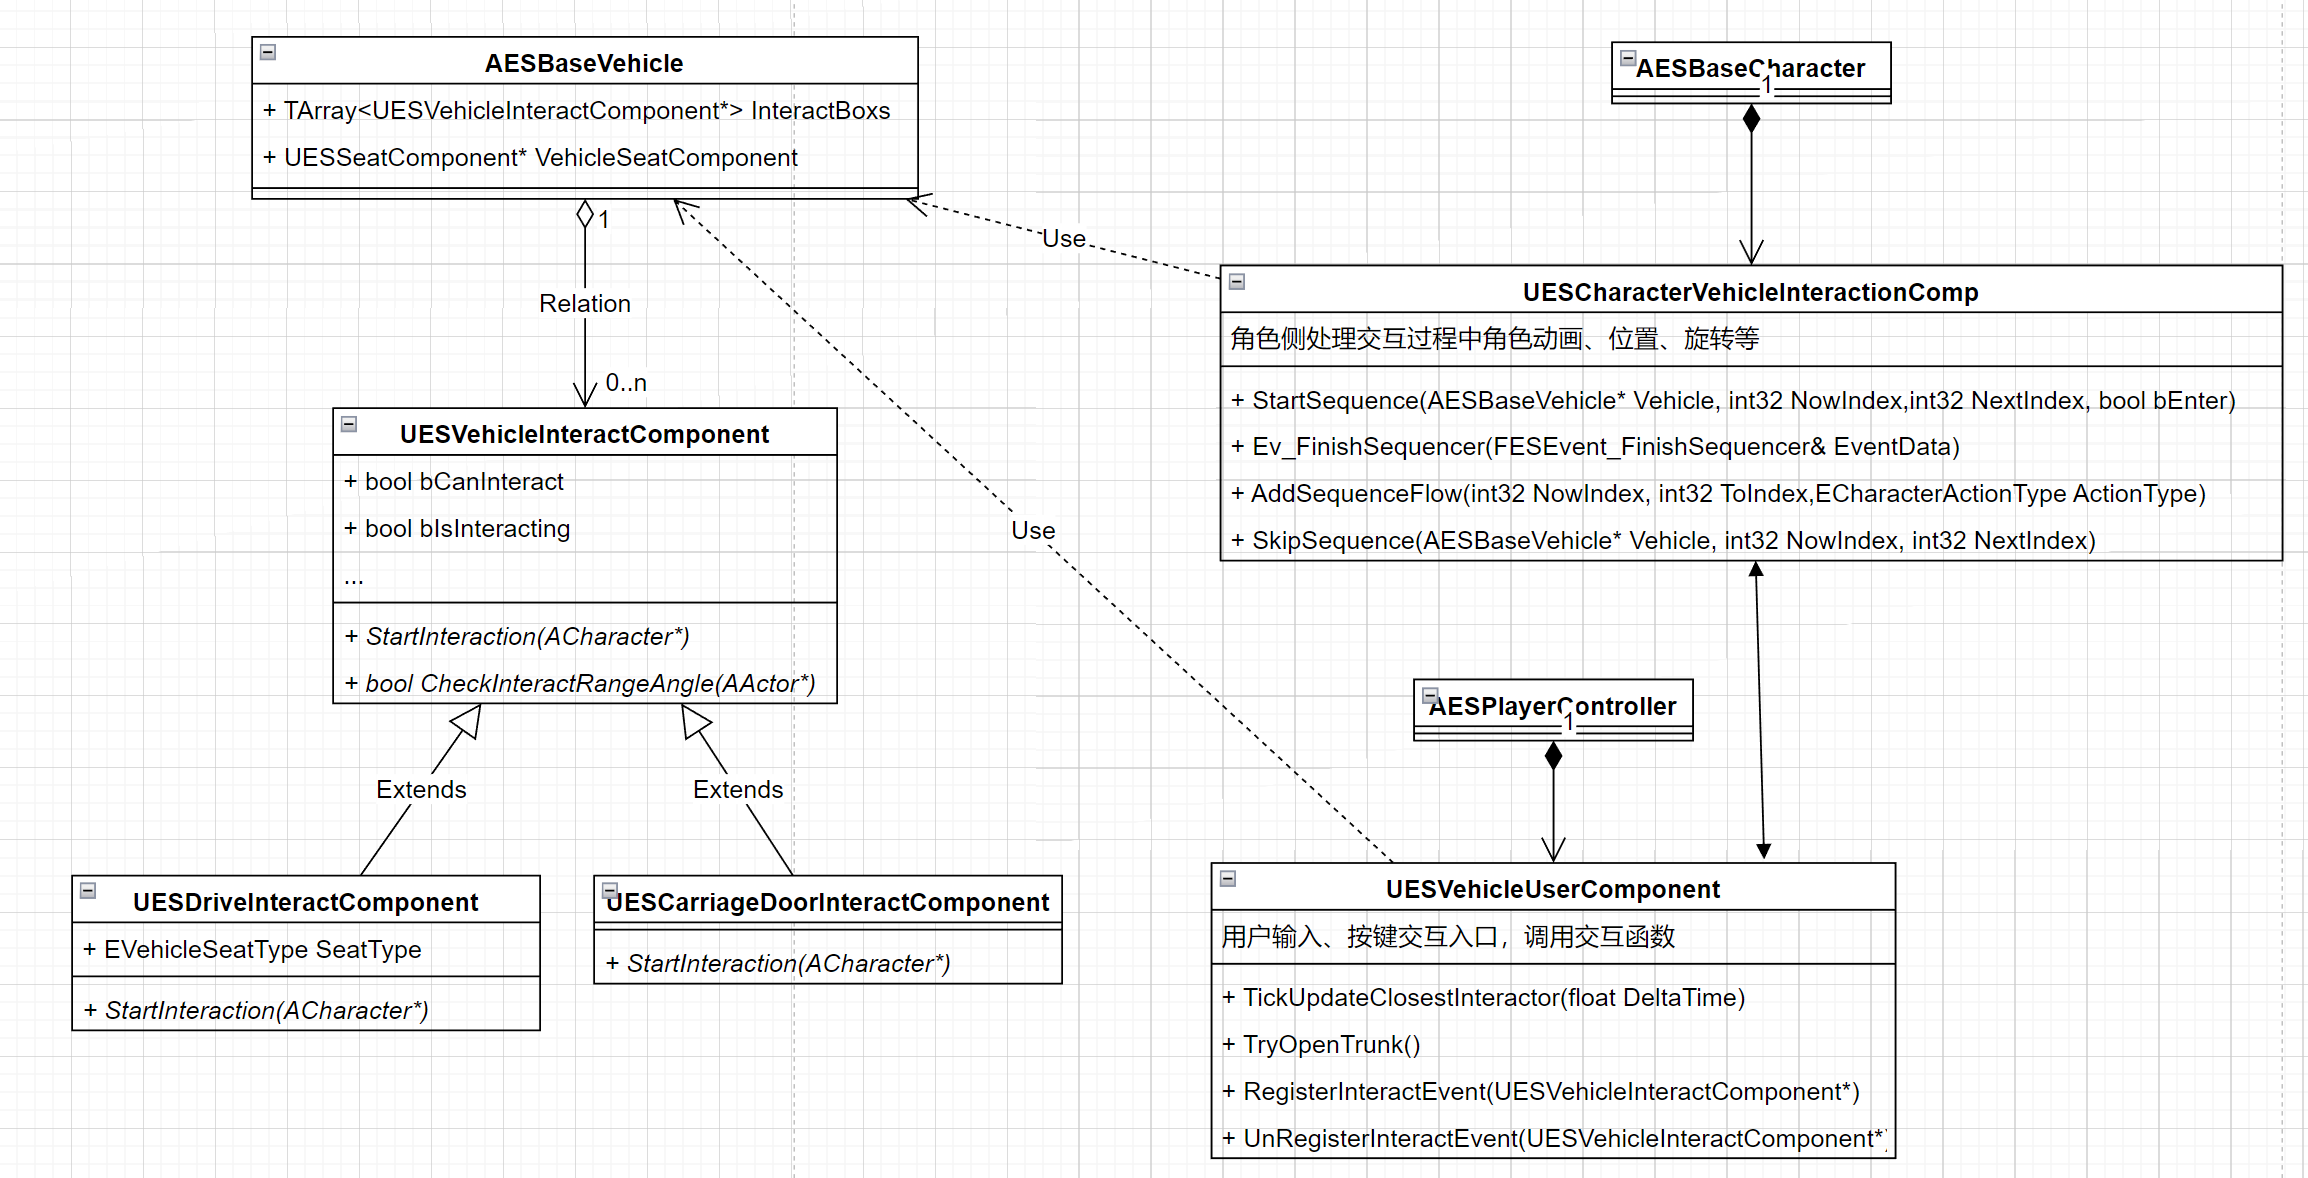 AESBaseVehicle
+ TArray<UESVehicleInteractComponent*> InteractBoxs
+ UESSeatComponent* VehicleSeatComponent
1
Relation
0..n
UESVehicleInteractComponent
+ bool bCanInteract
+ bool bIsInteracting
...
+ StartInteraction(ACharacter*)
+ bool CheckInteractRangeAngle(AActor*)
Extends
Extends
UESDriveInteractComponent
+ EVehicleSeatType SeatType
+ StartInteraction(ACharacter*)
UESCarriageDoorInteractComponent
+ StartInteraction(ACharacter*)
Use
Use
AESBaseCharacter
1
UESCharacterVehicleInteractionComp
角色侧处理交互过程中角色动画、位置、旋转等
+ StartSequence(AESBaseVehicle* Vehicle, int32 NowIndex,int32 NextIndex, bool bEnter)
+ Ev_FinishSequencer(FESEvent_FinishSequencer& EventData)
+ AddSequenceFlow(int32 NowIndex, int32 ToIndex,ECharacterActionType ActionType)
+ SkipSequence(AESBaseVehicle* Vehicle, int32 NowIndex, int32 NextIndex)
AESPlayerController
1
UESVehicleUserComponent
用户输入、按键交互入口，调用交互函数
+ TickUpdateClosestInteractor(float DeltaTime)
+ TryOpenTrunk()
+ RegisterInteractEvent(UESVehicleInteractComponent*)
+ UnRegisterInteractEvent(UESVehicleInteractComponent*)